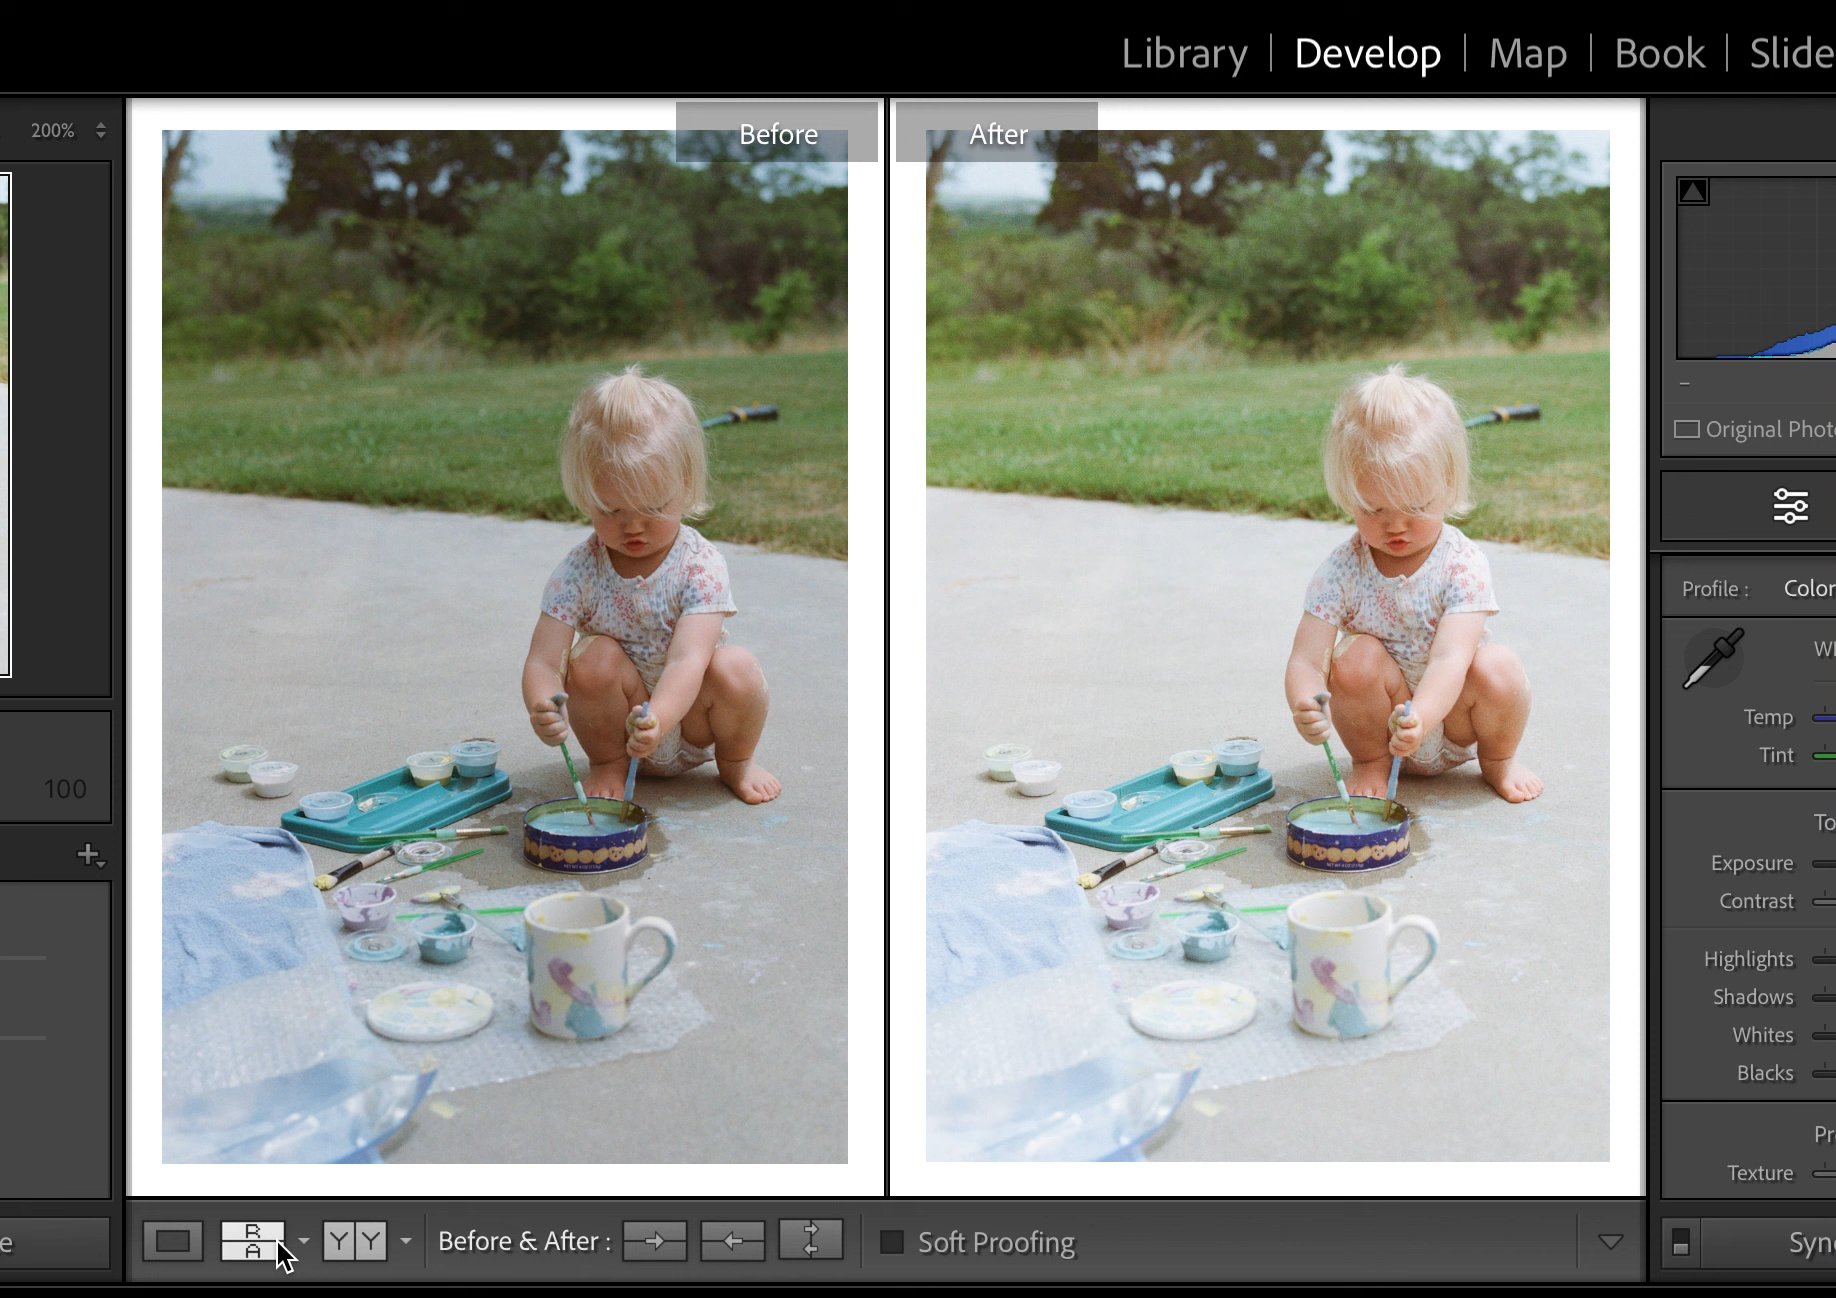 Library | Develop | Map | Book | Slide
200%
Before
After
Original Phot
Profile : Color
Temp
Tint
100
To
Exposure
Contrast
Highlights
Shadows
Whites
Blacks
Pr
Texture
R
A
Y Y
Before & After :
Soft Proofing
Sync